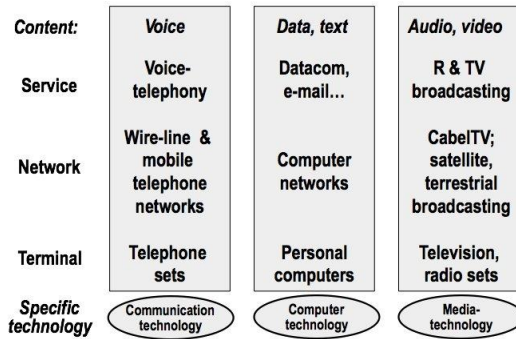 Content: Voice Data, text Audio, video
Service Voice-telephony Datacom, e-mail… R & TV broadcasting
Network Wire-line & mobile telephone networks Computer networks CabelTV; satellite, terrestrial broadcasting
Terminal Telephone sets Personal computers Television, radio sets
Specific technology Communication technology Computer technology Media-technology